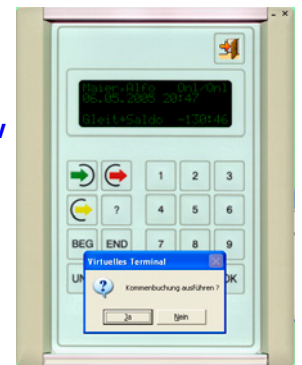 Maier,Alfo Onl/Onl
06.05.2005 20:47
Gleit+Saldo -130:46
1 2 3
? 4 5 6
BEG END 7 8 9
Virtuelles Terminal
Kommenbuchung ausführen ?
Ja Nein